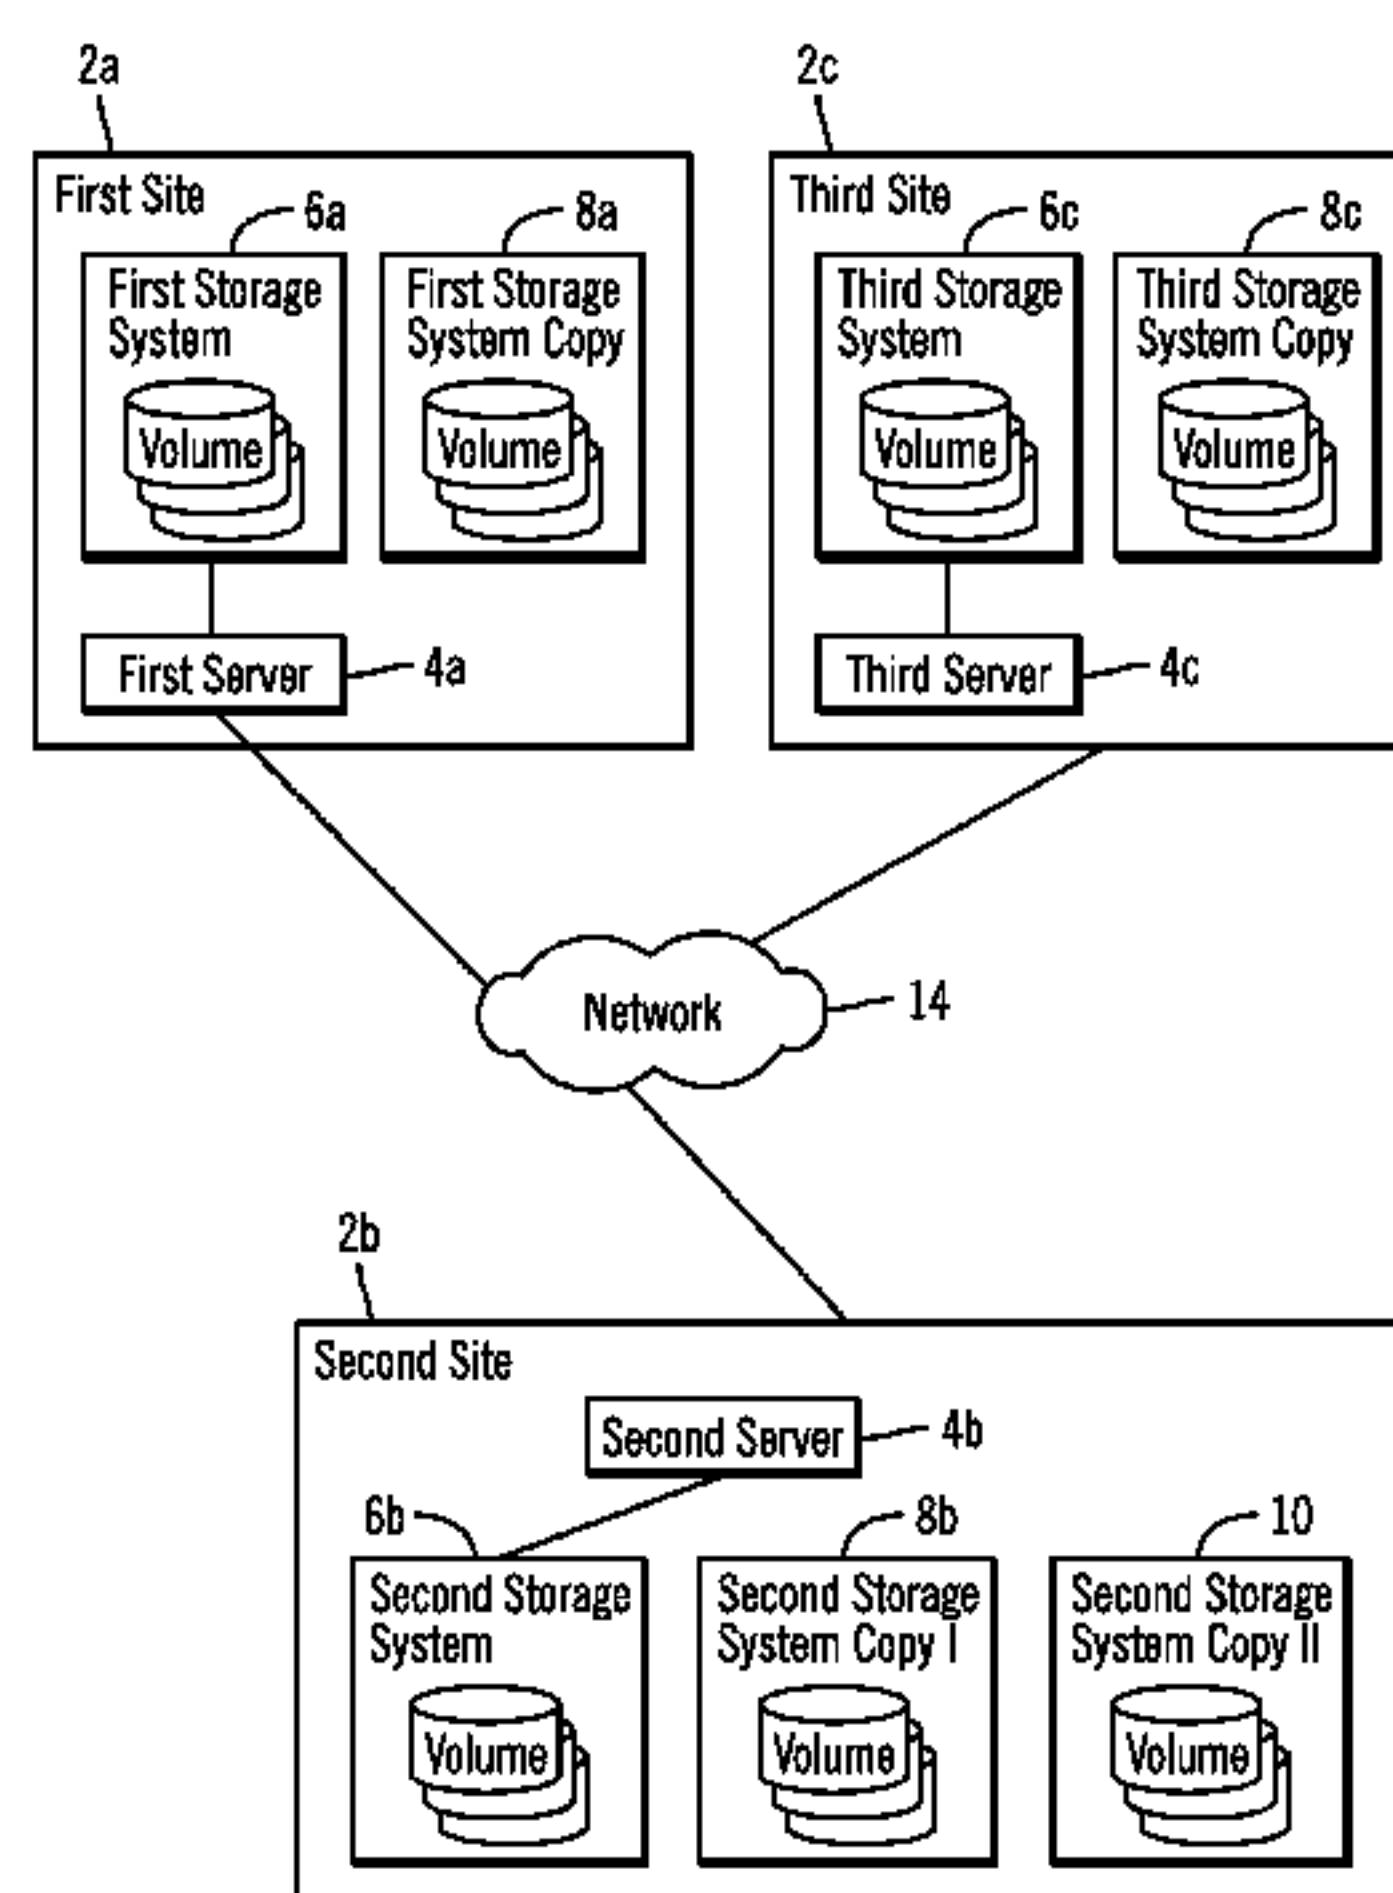 2a
2c
First Site
6a
8a
First Storage
System
Volume
First Storage
System Copy
Volume
First Server
4a
Third Site
6c
8c
Third Storage
System
Volume
Third Storage
System Copy
Volume
Third Server
4c
Network
14
2b
Second Site
Second Server
4b
6b
8b
10
Second Storage
System
Volume
Second Storage
System Copy I
Volume
Second Storage
System Copy II
Volume